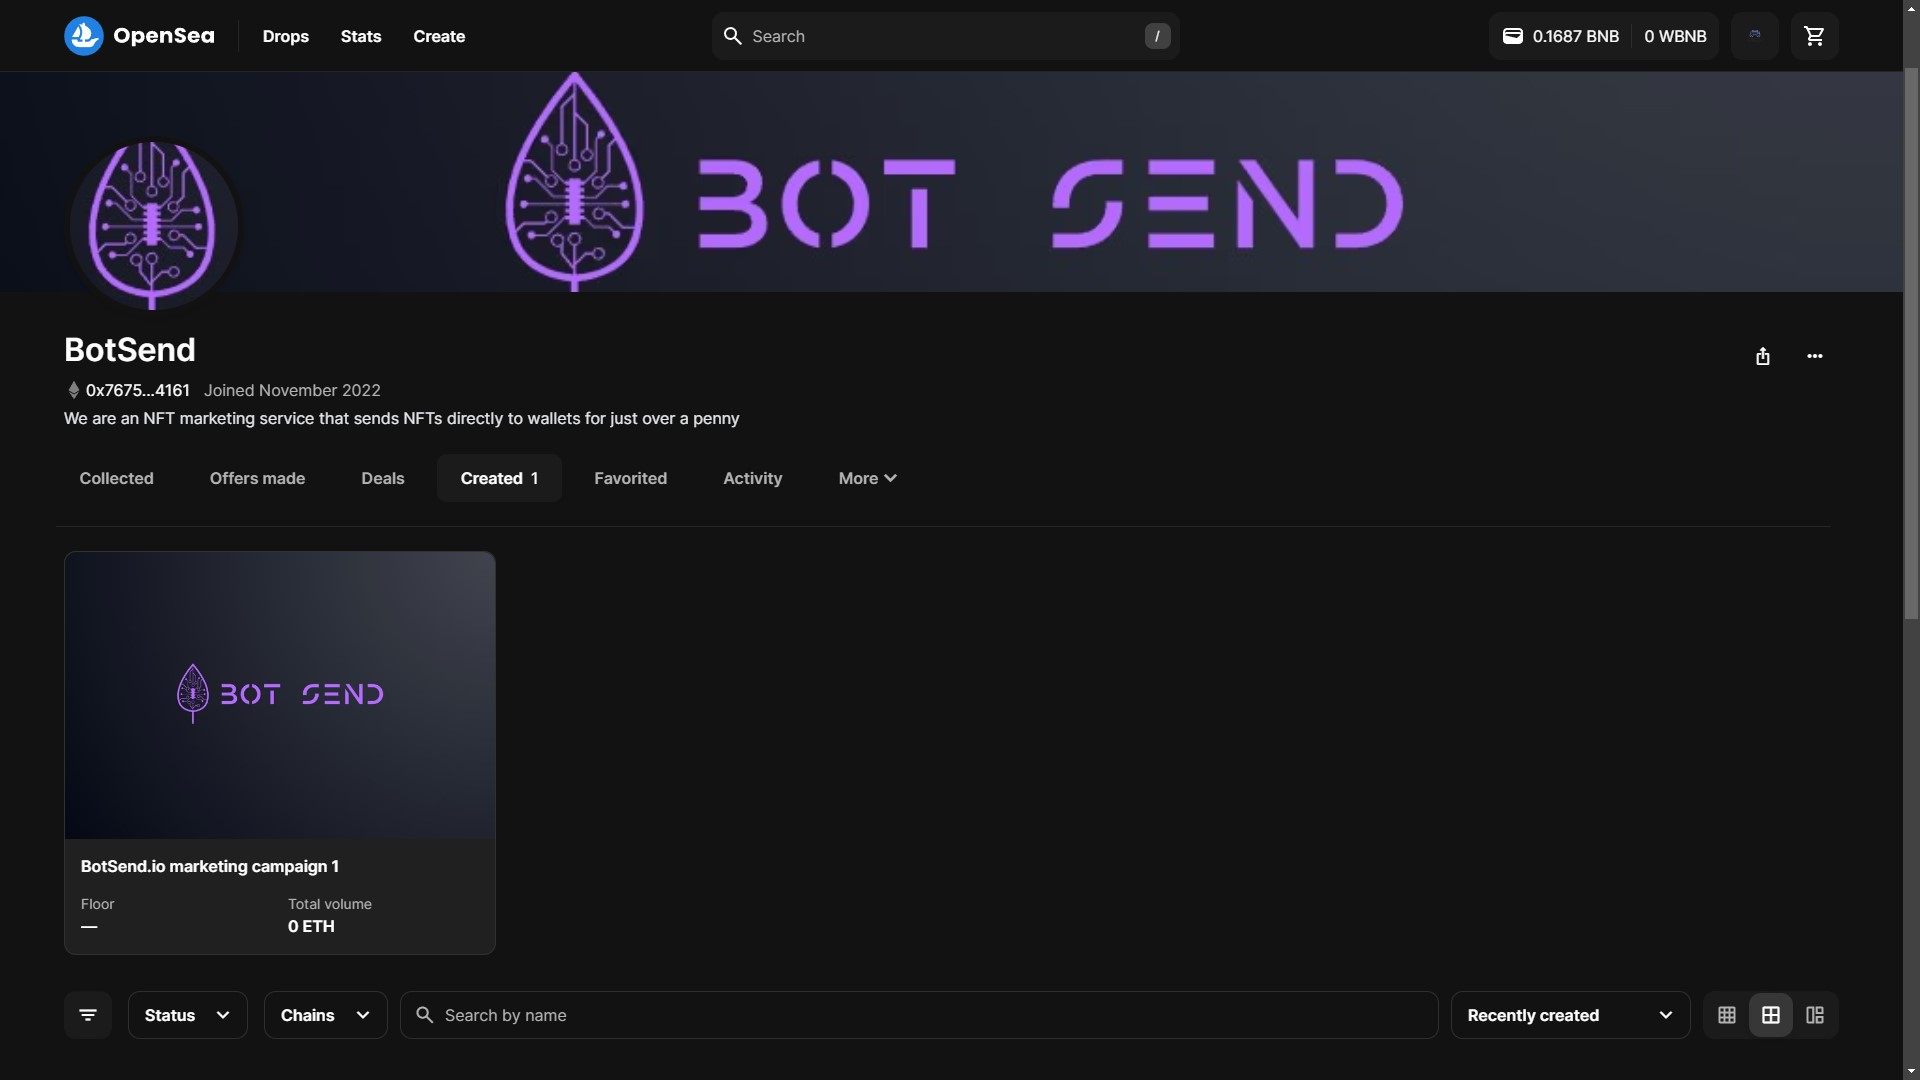 OpenSea
Drops
Stats
Create
Search
/
0.1687 BNB
0 WBNB
BOT SEND
BotSend
0x7675...4161 Joined November 2022
We are an NFT marketing service that sends NFTs directly to wallets for just over a penny
Collected
Offers made
Deals
Created 1
Favorited
Activity
More
BOT SEND
BotSend.io marketing campaign 1
Floor
Total volume
—
0 ETH
Status
Chains
Search by name
Recently created